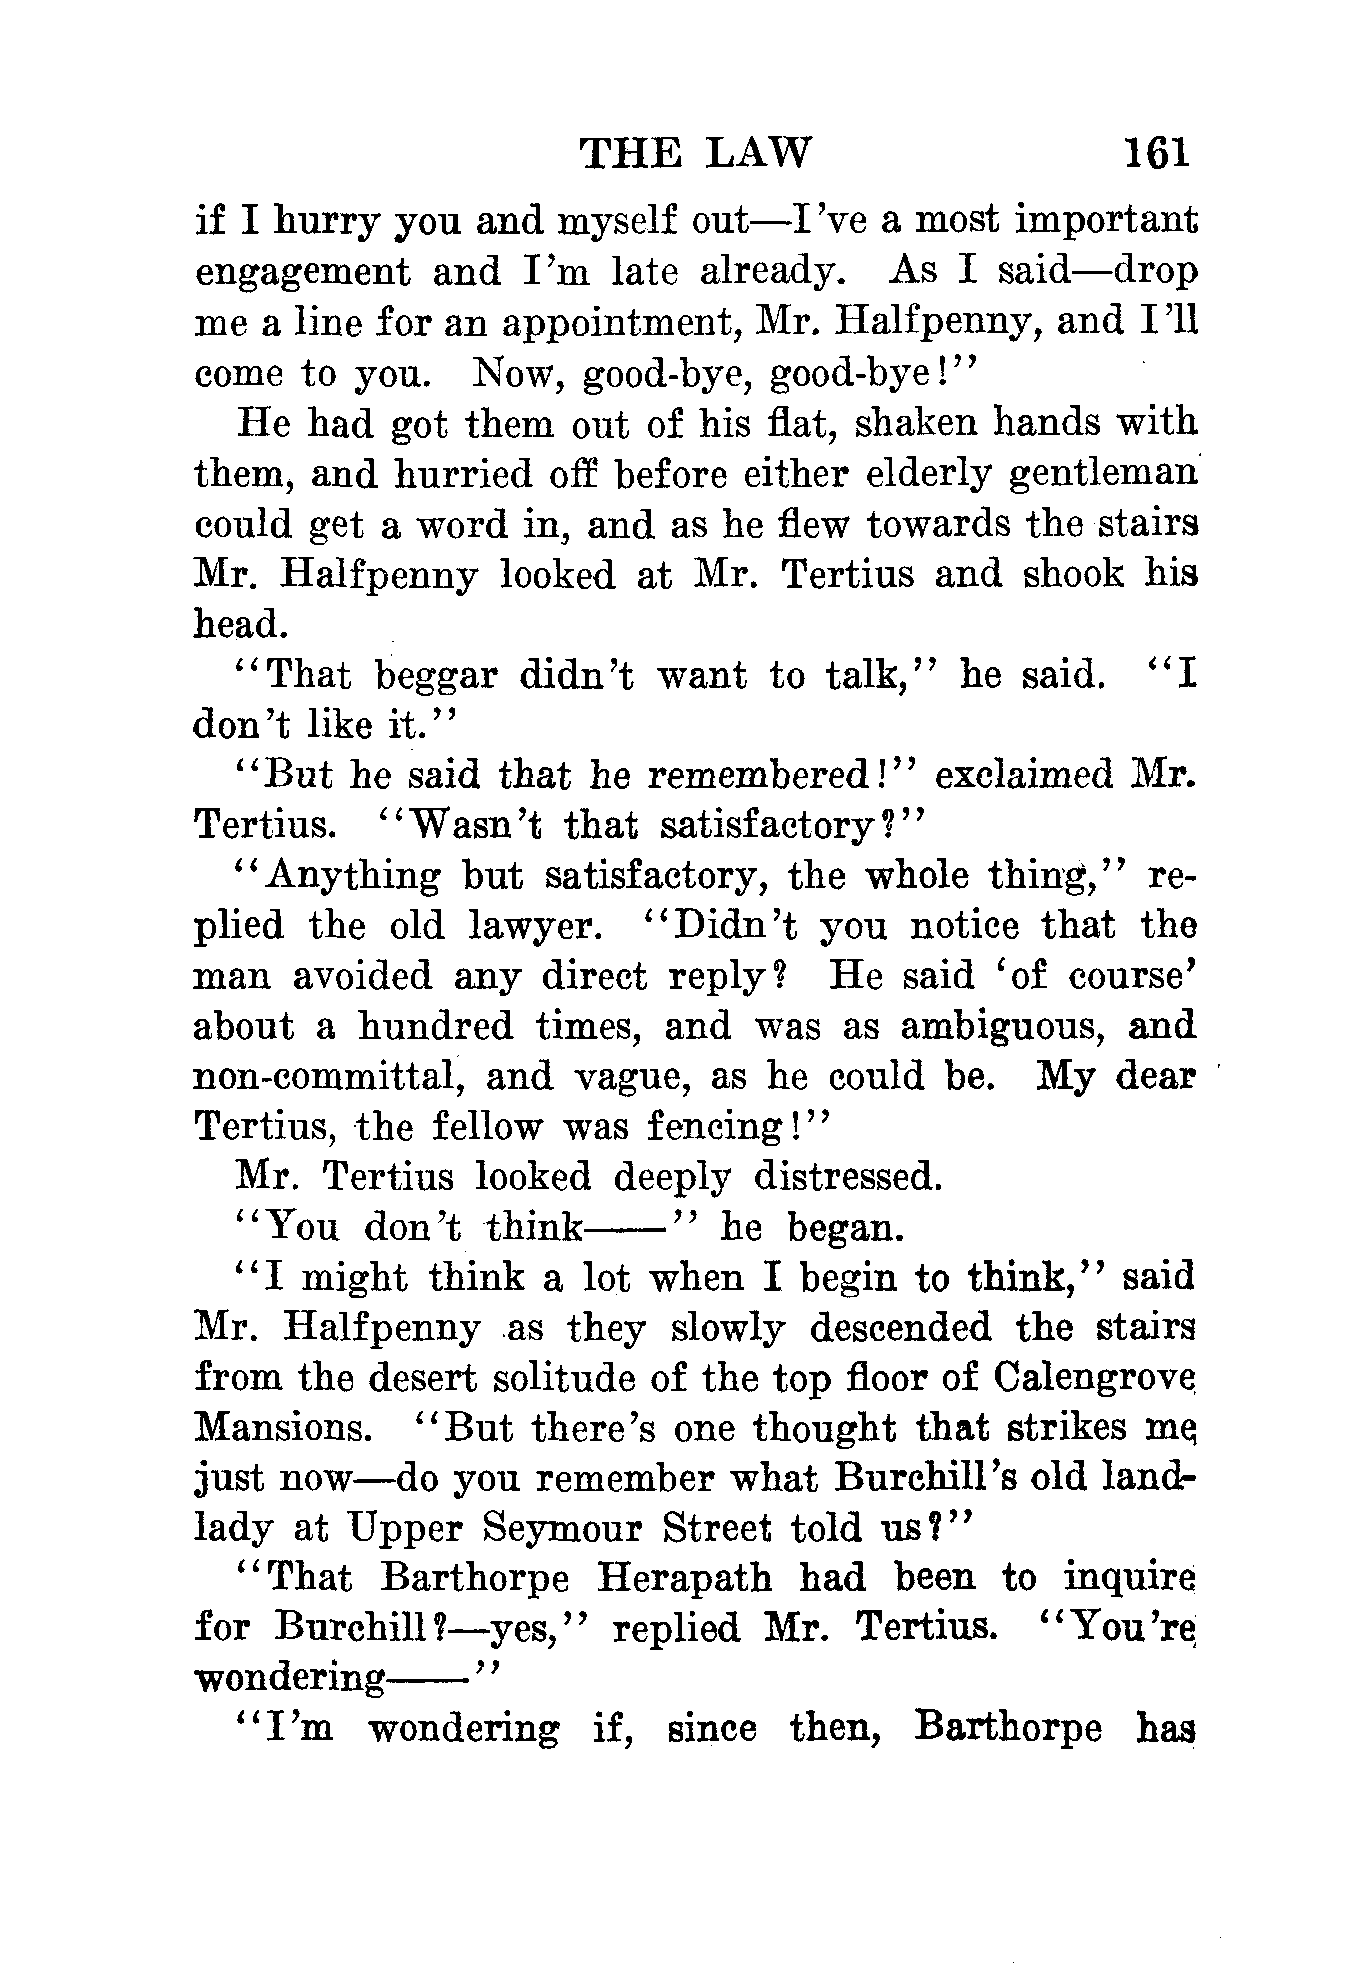 THE LAW 161
if I hurry you and myself out—I've a most important
engagement and I'm late already. As I said—drop
me a line for an appointment, Mr. Halfpenny, and I'll
come to you. Now, good-bye, good-bye!"
He had got them out of his flat, shaken hands with
them, and hurried off before either elderly gentleman
could get a word in, and as he flew towards the stairs
Mr. Halfpenny looked at Mr. Tertius and shook his
head.
"That beggar didn't want to talk," he said. "I
don't like it."
"But he said that he remembered!" exclaimed Mr.
Tertius. "Wasn't that satisfactory?"
"Anything but satisfactory, the whole thing," re-
plied the old lawyer. "Didn't you notice that the
man avoided any direct reply? He said 'of course'
about a hundred times, and was as ambiguous, and
non-committal, and vague, as he could be. My dear
Tertius, the fellow was fencing!"
Mr. Tertius looked deeply distressed.
"You don't think——" he began.
"I might think a lot when I begin to think," said
Mr. Halfpenny as they slowly descended the stairs
from the desert solitude of the top floor of Calengrove
Mansions. "But there's one thought that strikes me
just now—do you remember what Burchill's old land-
lady at Upper Seymour Street told us?"
"That Barthorpe Herapath had been to inquire
for Burchill?—yes," replied Mr. Tertius. "You're
wondering——"
"I'm wondering if, since then, Barthorpe has